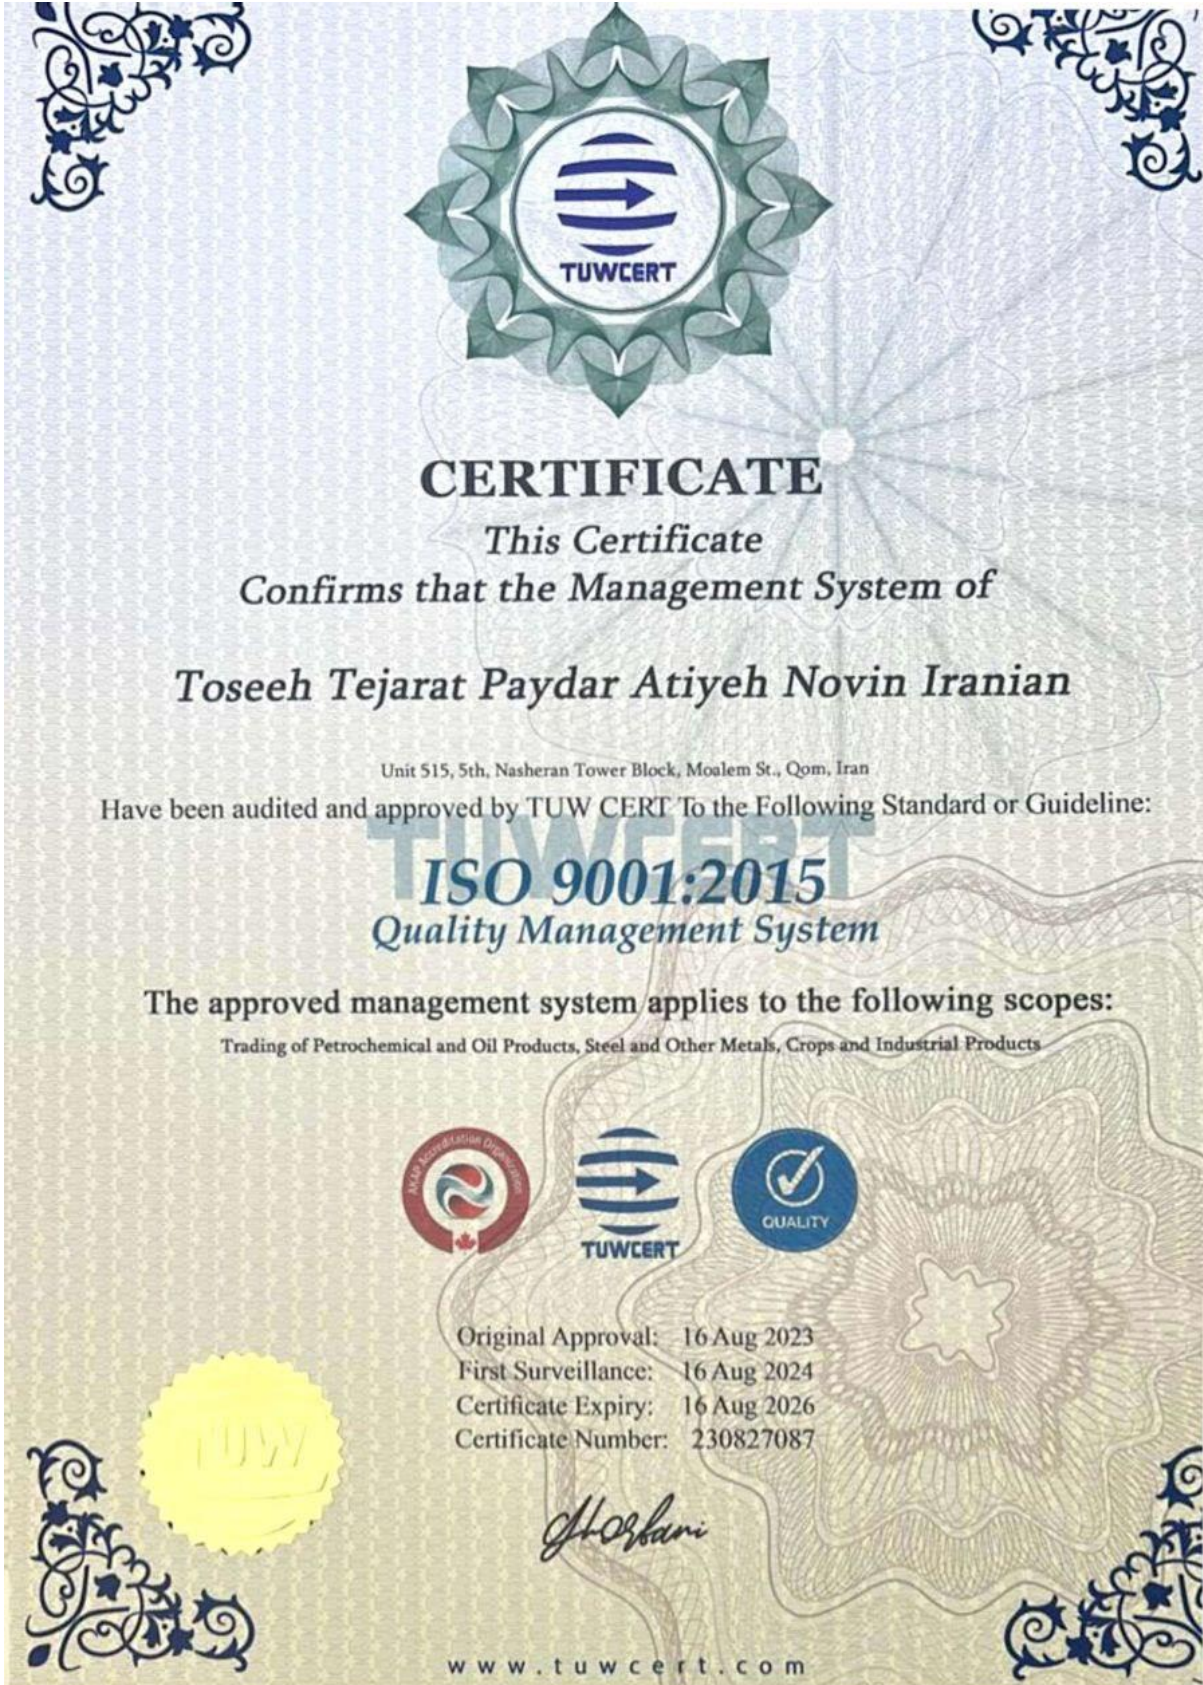 TUWCERT
CERTIFICATE
This Certificate
Confirms that the Management System of
Toseeh Tejarat Paydar Atiyeh Novin Iranian
Unit 515, 5th, Nasheran Tower Block, Moalem St., Qom, Iran
Have been audited and approved by TUW CERT To the Following Standard or Guideline:
TUWCERT
ISO 9001:2015
Quality Management System
The approved management system applies to the following scopes:
Trading of Petrochemical and Oil Products, Steel and Other Metals, Crops and Industrial Products
AKAP Accreditation Organization
TUWCERT
QUALITY
Original Approval: 16 Aug 2023
First Surveillance: 16 Aug 2024
Certificate Expiry: 16 Aug 2026
Certificate Number: 230827087
TUW
www.tuwcert.com